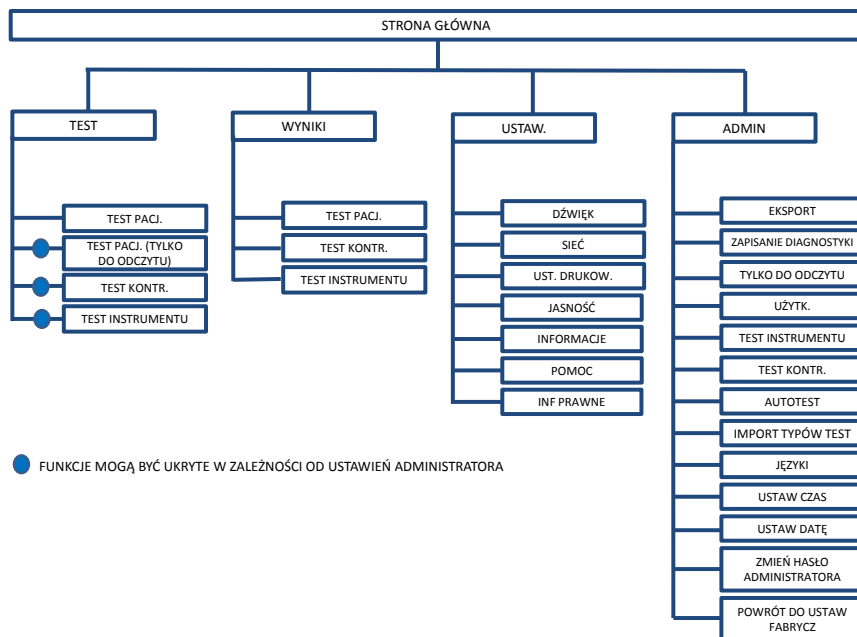 STRONA GŁÓWNA
TEST
WYNIKI
USTAW.
ADMIN
TEST PACJ.
TEST PACJ. (TYLKO
DO ODCZYTU)
TEST KONTR.
TEST INSTRUMENTU
TEST PACJ.
TEST KONTR.
TEST INSTRUMENTU
DŹWIĘK
SIEĆ
UST. DRUKOW.
JASNOŚĆ
INFORMACJE
POMOC
INF PRAWNE
EKSPORT
ZAPISANIE DIAGNOSTYKI
TYLKO DO ODCZYTU
UŻYTK.
TEST INSTRUMENTU
TEST KONTR.
AUTOTEST
IMPORT TYPÓW TEST
JĘZYKI
USTAW CZAS
USTAW DATĘ
ZMIEŃ HASŁO
ADMINISTRATORA
POWRÓT DO USTAW
FABRYCZ
FUNKCJE MOGĄ BYĆ UKRYTE W ZALEŻNOŚCI OD USTAWIEŃ ADMINISTRATORA